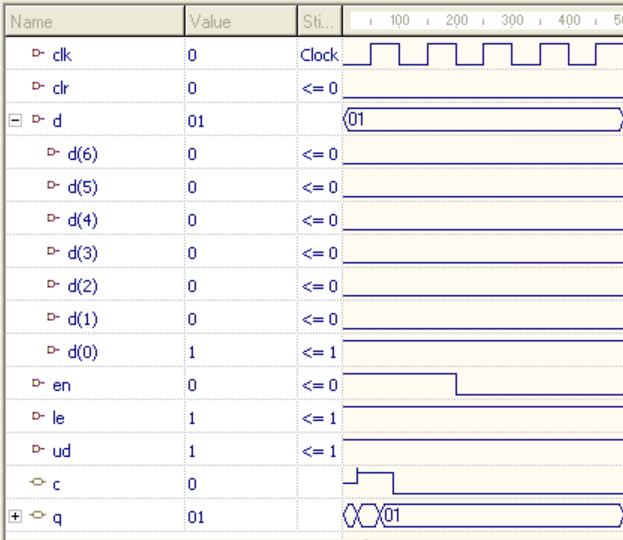 Name Value Sti... 100 200 300 400 50
clk 0 Clock
clr 0 <= 0
d 01 01
d(6) 0 <= 0
d(5) 0 <= 0
d(4) 0 <= 0
d(3) 0 <= 0
d(2) 0 <= 0
d(1) 0 <= 0
d(0) 1 <= 1
en 0 <= 0
le 1 <= 1
ud 1 <= 1
c 0
q 01 01